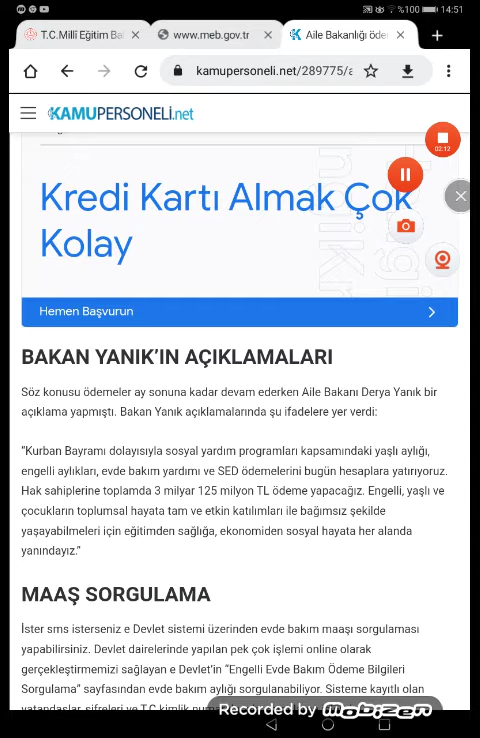 %100 14:51
T.C.Millî Eğitim Ba
www.meb.gov.tr
Aile Bakanlığı öder
kamupersoneli.net/289775/a
KAMUPERSONELİ.net
02:12
Kredi Kartı Almak Çok
Kolay
Hemen Başvurun
BAKAN YANIK’IN AÇIKLAMALARI
Söz konusu ödemeler ay sonuna kadar devam ederken Aile Bakanı Derya Yanık bir
açıklama yapmıştı. Bakan Yanık açıklamalarında şu ifadelere yer verdi:
“Kurban Bayramı dolayısıyla sosyal yardım programları kapsamındaki yaşlı aylığı,
engelli aylıkları, evde bakım yardımı ve SED ödemelerini bugün hesaplara yatırıyoruz.
Hak sahiplerine toplamda 3 milyar 125 milyon TL ödeme yapacağız. Engelli, yaşlı ve
çocukların toplumsal hayata tam ve etkin katılımları ile bağımsız şekilde
yaşayabilmeleri için eğitimden sağlığa, ekonomiden sosyal hayata her alanda
yanındayız.”
MAAŞ SORGULAMA
İster sms isterseniz e Devlet sistemi üzerinden evde bakım maaşı sorgulaması
yapabilirsiniz. Devlet dairelerinde yapılan pek çok işlemi online olarak
gerçekleştirmemizi sağlayan e Devlet’in “Engelli Evde Bakım Ödeme Bilgileri
Sorgulama” sayfasından evde bakım aylığı sorgulanabiliyor. Sisteme kayıtlı olan
vatandaşlar, şifreleri ve T.C kimlik
Recorded by Mobizen